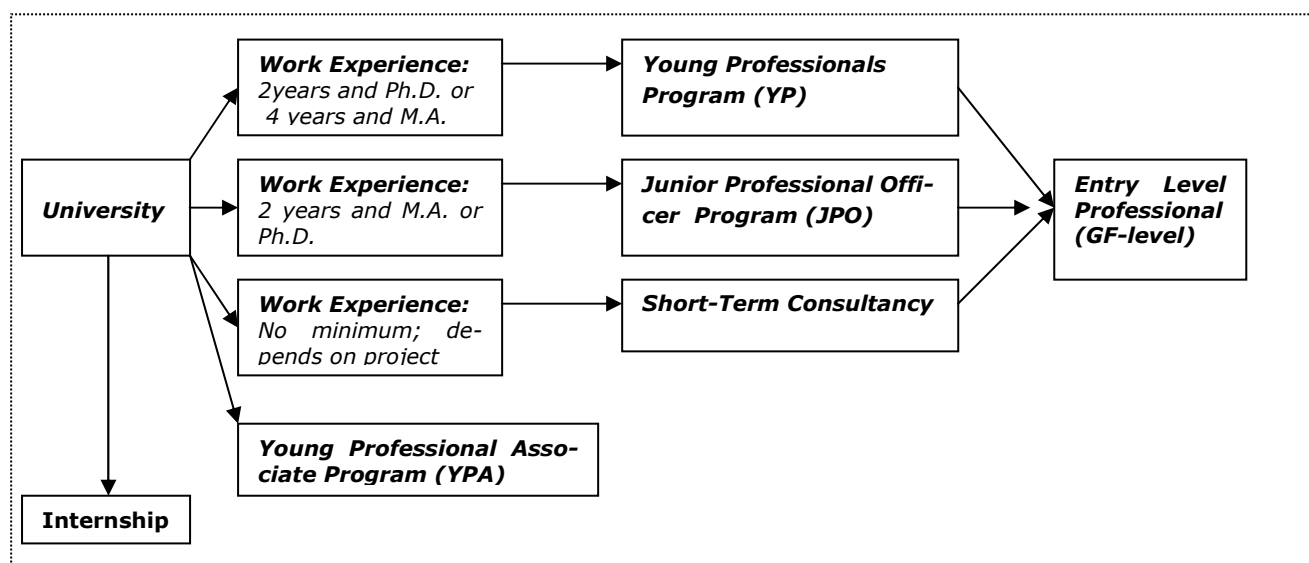 Work Experience:
2years and Ph.D. or
4 years and M.A.
Young Professionals
Program (YP)
University
Work Experience:
2 years and M.A. or
Ph.D.
Junior Professional Offi-
cer Program (JPO)
Entry Level
Professional
(GF-level)
Work Experience:
No minimum; de-
pends on project
Short-Term Consultancy
Young Professional Asso-
ciate Program (YPA)
Internship